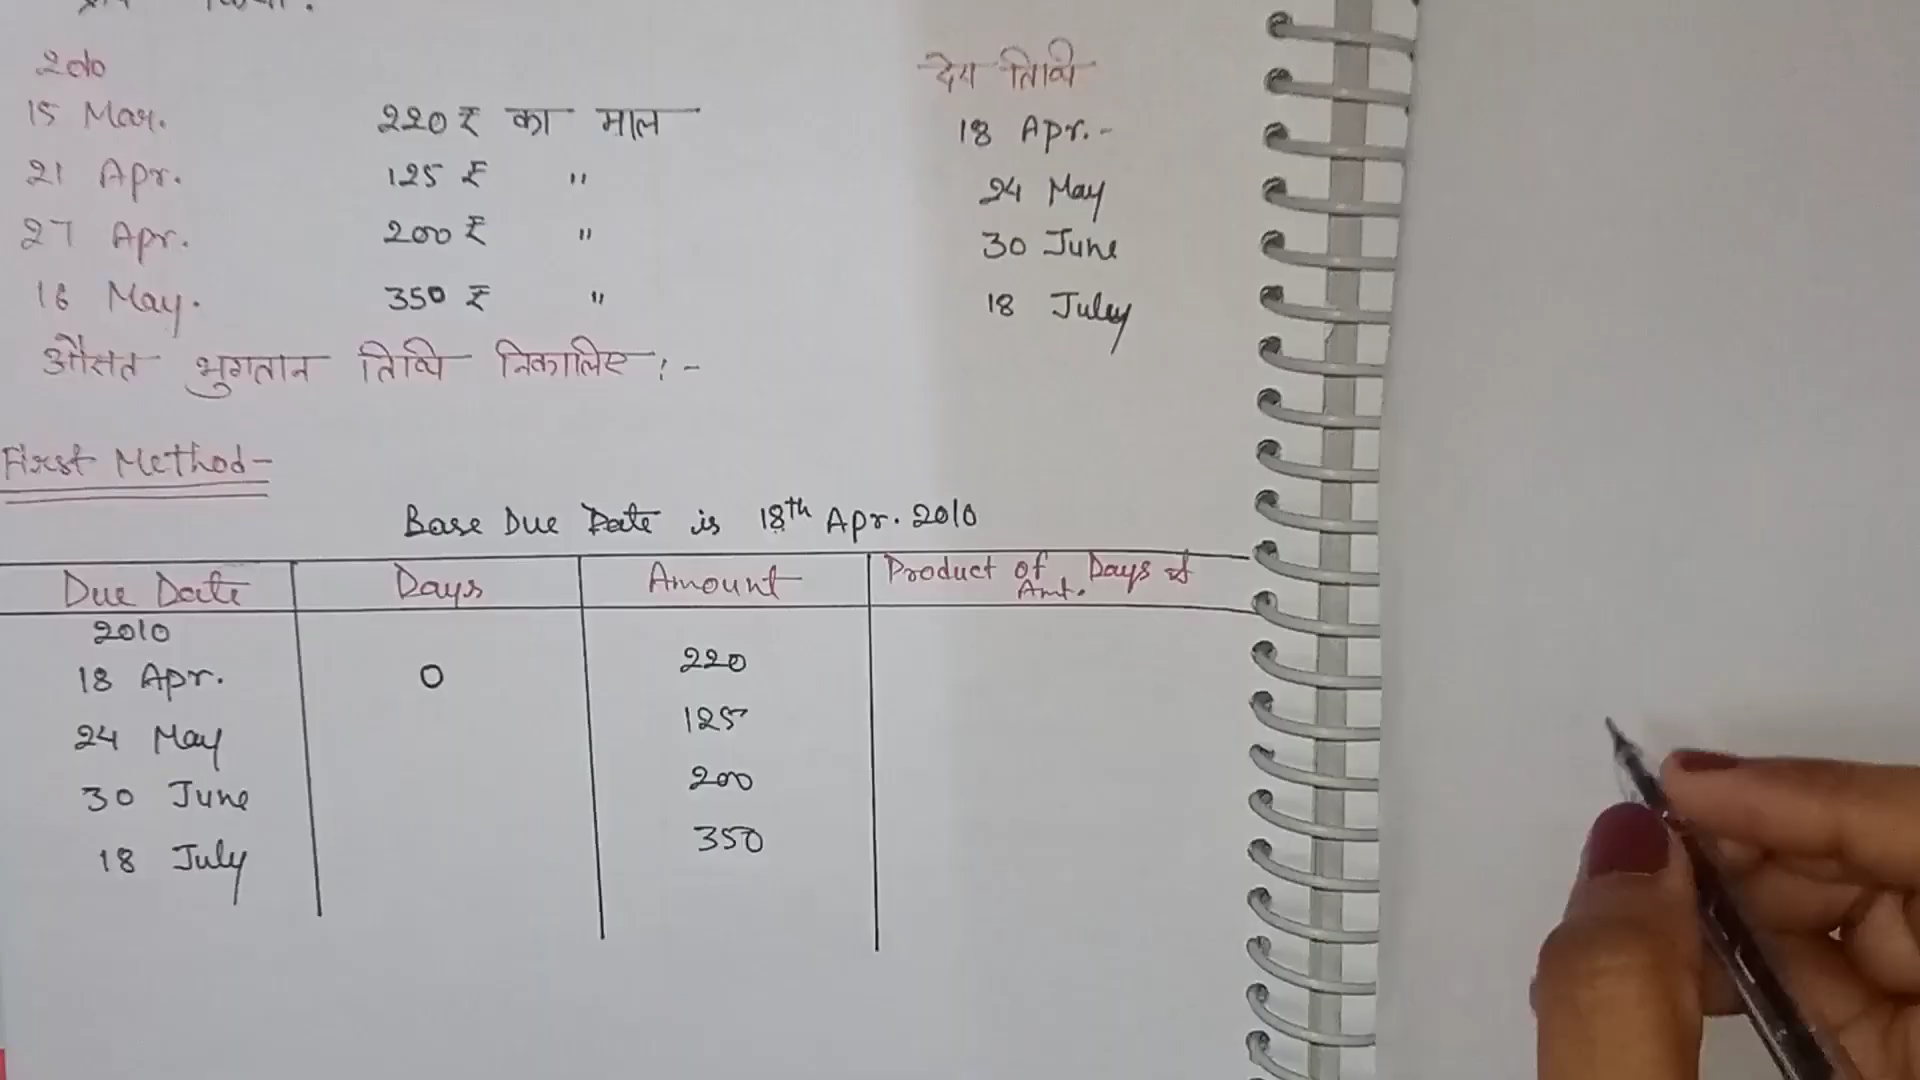 2010 देय तिथि
15 Mar. 220 ₹ का माल 18 Apr. -
21 Apr. 125 ₹ " 24 May
27 Apr. 200 ₹ " 30 June
16 May. 350 ₹ " 18 July
औसत भुगतान तिथि निकालिए : -
First Method -
Base Due Date is 18th Apr. 2010
Due Date Days Amount Product of Days & Amt.
2010
18 Apr. 0 220
24 May 125
30 June 200
18 July 350